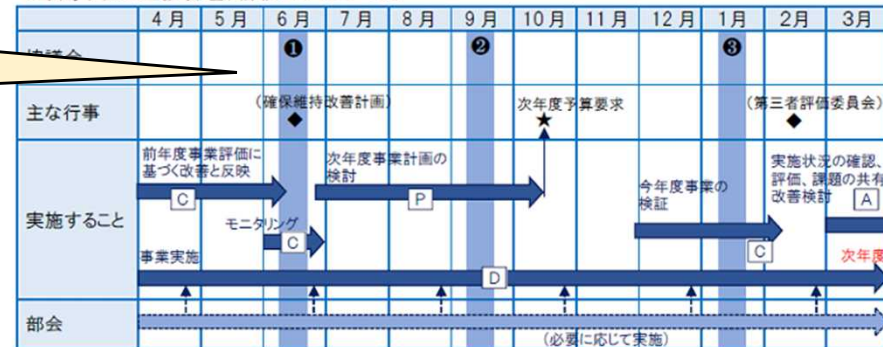 4月 5月 6月 7月 8月 9月 10月 11月 12月 1月 2月 3月
❶ ❷ ❸
主な行事
(確保維持改善計画)
◆
次年度予算要求
★
(第三者評価委員会)
◆
実施すること
前年度事業評価に
基づく改善と反映
C
次年度事業計画の
検討
P
モニタリング
C
今年度事業の
検証
C
実施状況の確認、
評価、課題の共有
改善検討
A
事業実施
D
次年度
部会
(必要に応じて実施)